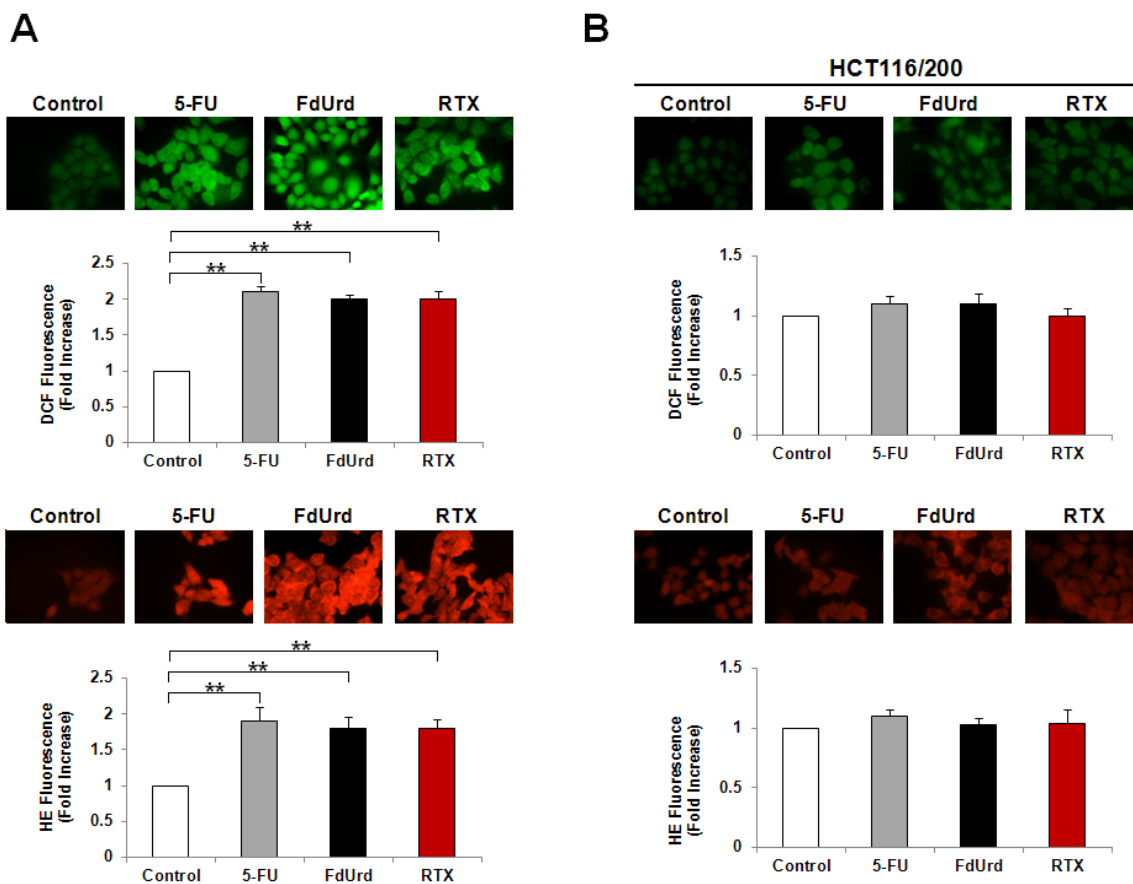 A
Control 5-FU FdUrd RTX
**
**
**
2.5
2
1.5
1
0.5
0
DCF Fluorescence
(Fold Increase)
Control 5-FU FdUrd RTX
Control 5-FU FdUrd RTX
**
**
**
2.5
2
1.5
1
0.5
0
HE Fluorescence
(Fold Increase)
Control 5-FU FdUrd RTX
B
HCT116/200
Control 5-FU FdUrd RTX
1.5
1
0.5
0
DCF Fluorescence
(Fold Increase)
Control 5-FU FdUrd RTX
Control 5-FU FdUrd RTX
1.5
1
0.5
0
HE Fluorescence
(Fold Increase)
Control 5-FU FdUrd RTX